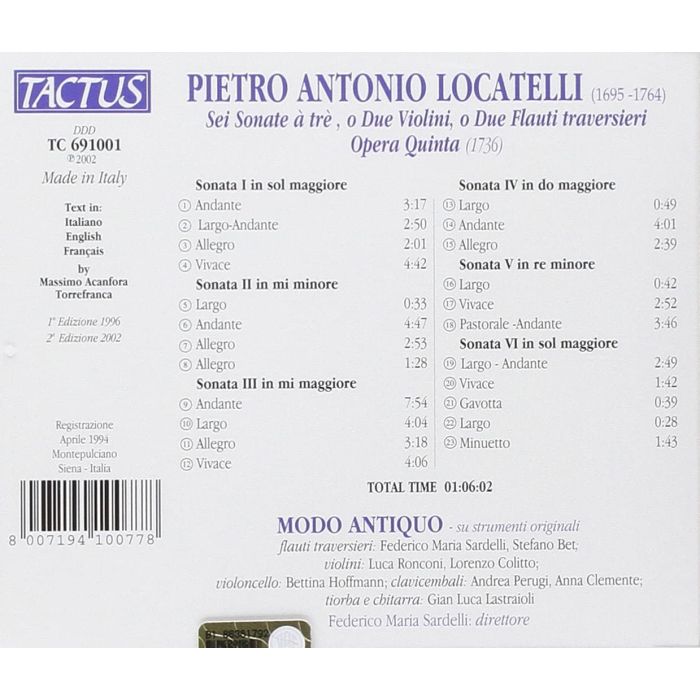 TACTUS
DDD
TC 691001
℗2002
Made in Italy
Text in:
Italiano
English
Français
by
Massimo Acanfora
Torrefranca
1ª Edizione 1996
2ª Edizione 2002
Registrazione
Aprile 1994
Montepulciano
Siena - Italia
8 007194 100778
PIETRO ANTONIO LOCATELLI (1695 -1764)
Sei Sonate à trè , o Due Violini, o Due Flauti traversieri
Opera Quinta (1736)
Sonata I in sol maggiore
1 Andante 3:17
2 Largo-Andante 2:50
3 Allegro 2:01
4 Vivace 4:42
Sonata II in mi minore
5 Largo 0:33
6 Andante 4:47
7 Allegro 2:53
8 Allegro 1:28
Sonata III in mi maggiore
9 Andante 7:54
10 Largo 4:04
11 Allegro 3:18
12 Vivace 4:06
Sonata IV in do maggiore
13 Largo 0:49
14 Andante 4:01
15 Allegro 2:39
Sonata V in re minore
16 Largo 0:42
17 Vivace 2:52
18 Pastorale -Andante 3:46
Sonata VI in sol maggiore
19 Largo - Andante 2:49
20 Vivace 1:42
21 Gavotta 0:39
22 Largo 0:28
23 Minuetto 1:43
TOTAL TIME 01:06:02
MODO ANTIQUO - su strumenti originali
flauti traversieri: Federico Maria Sardelli, Stefano Bet;
violini: Luca Ronconi, Lorenzo Colitto;
violoncello: Bettina Hoffmann; clavicembali: Andrea Perugi, Anna Clemente;
tiorba e chitarra: Gian Luca Lastraioli
Federico Maria Sardelli: direttore